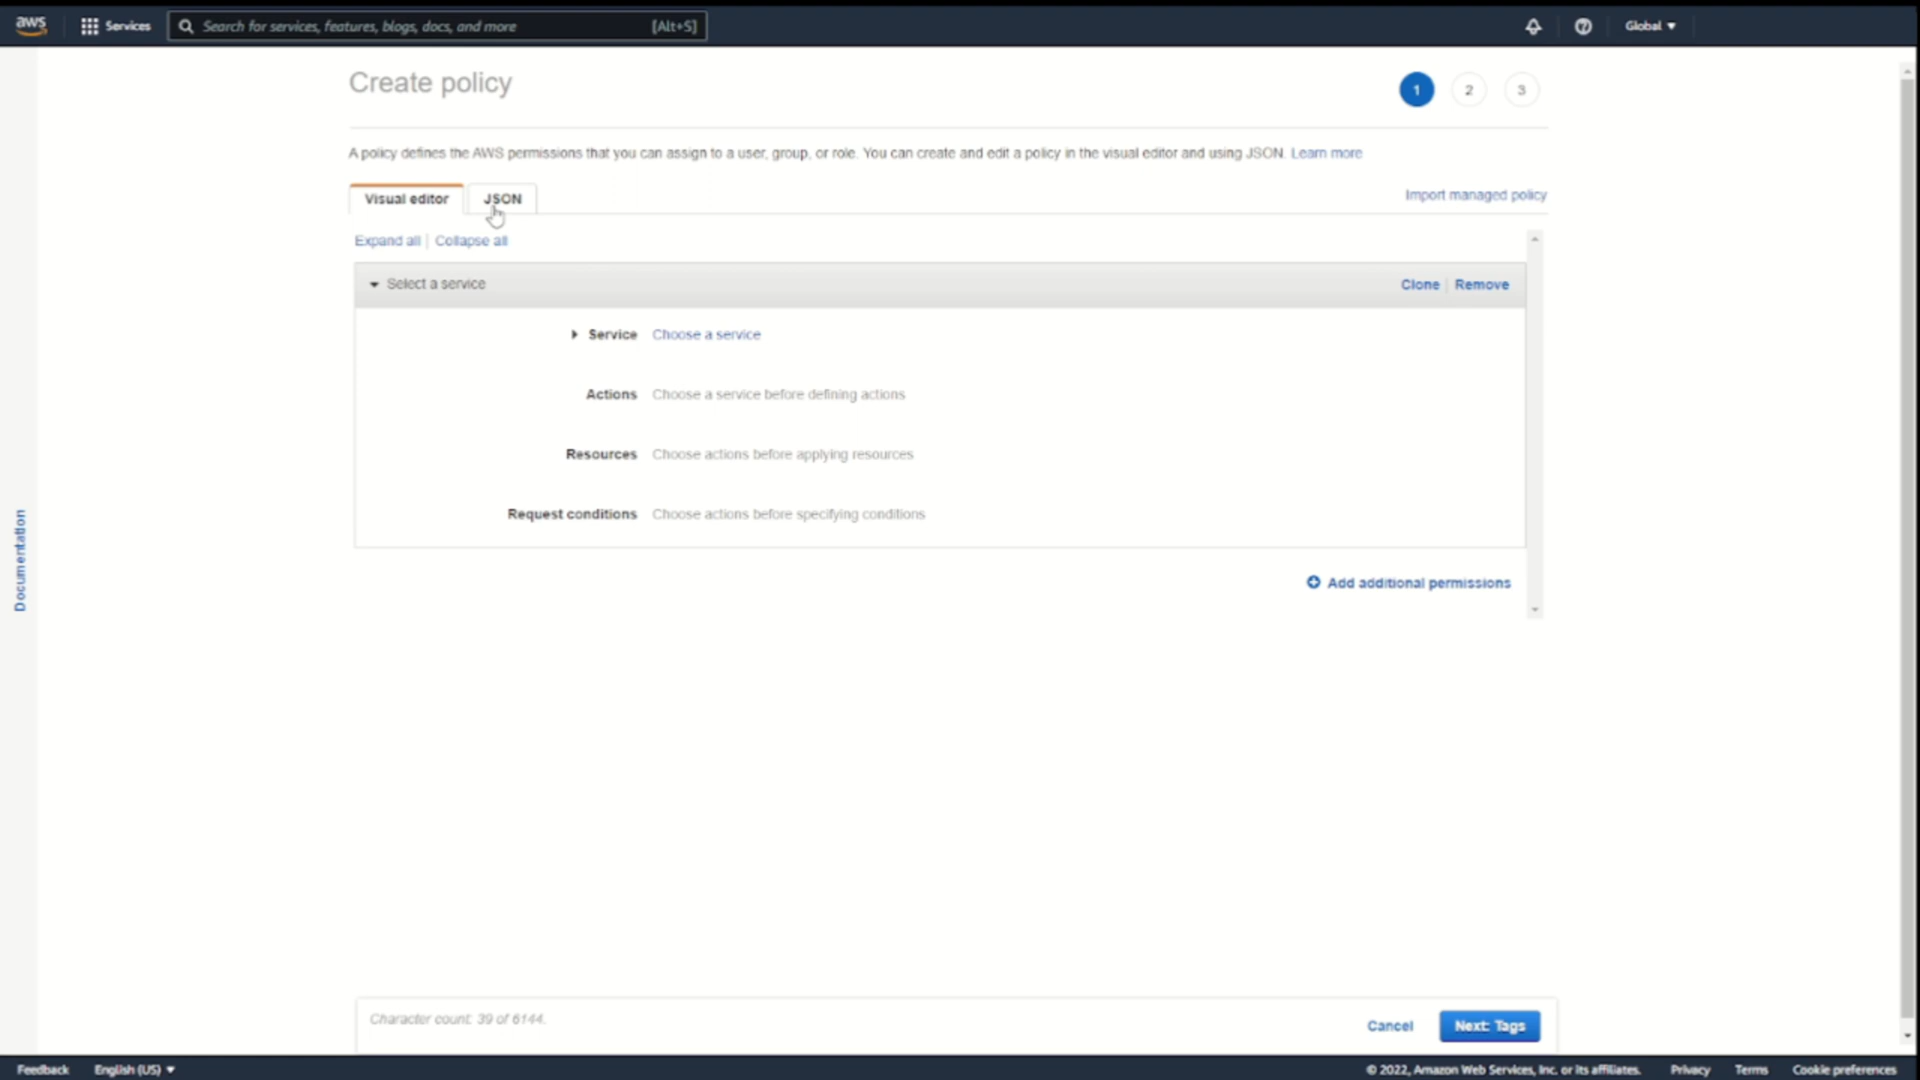 aws
Services
Search for services, features, blogs, docs, and more
[Alt+S]
Global
Create policy
1
2
3
A policy defines the AWS permissions that you can assign to a user, group, or role. You can create and edit a policy in the visual editor and using JSON. Learn more
Visual editor
JSON
Import managed policy
Expand all
Collapse all
Select a service
Clone
Remove
Service
Choose a service
Actions
Choose a service before defining actions
Resources
Choose actions before applying resources
Request conditions
Choose actions before specifying conditions
Documentation
Add additional permissions
Character count: 39 of 6144.
Cancel
Next: Tags
Feedback
English (US)
© 2022, Amazon Web Services, Inc. or its affiliates.
Privacy
Terms
Cookie preferences